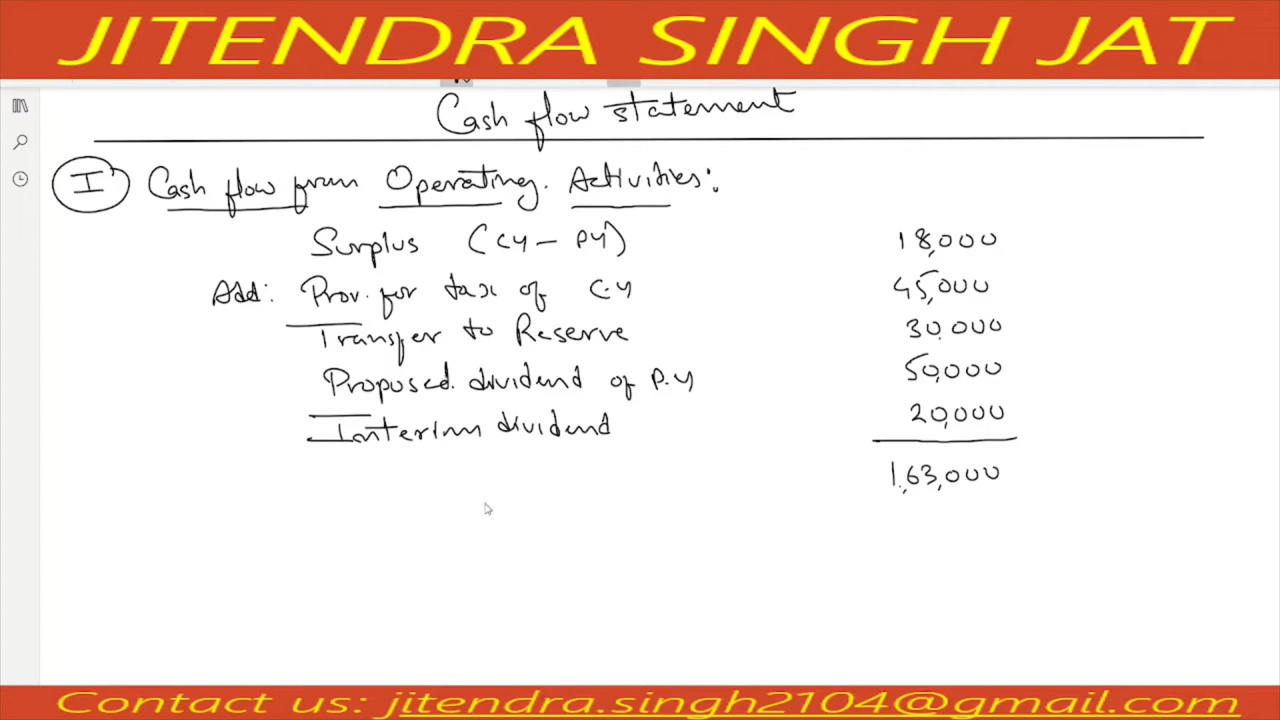 JITENDRA SINGH JAT
Cash flow statement
I Cash flow from Operating Activities:
Surplus (CY - PY) 18,000
Add: Prov. for tax of C.Y 45,000
Transfer to Reserve 30,000
Proposed dividend of P.Y 50,000
Interim dividend 20,000
1,63,000
Contact us: jitendra.singh2104@gmail.com